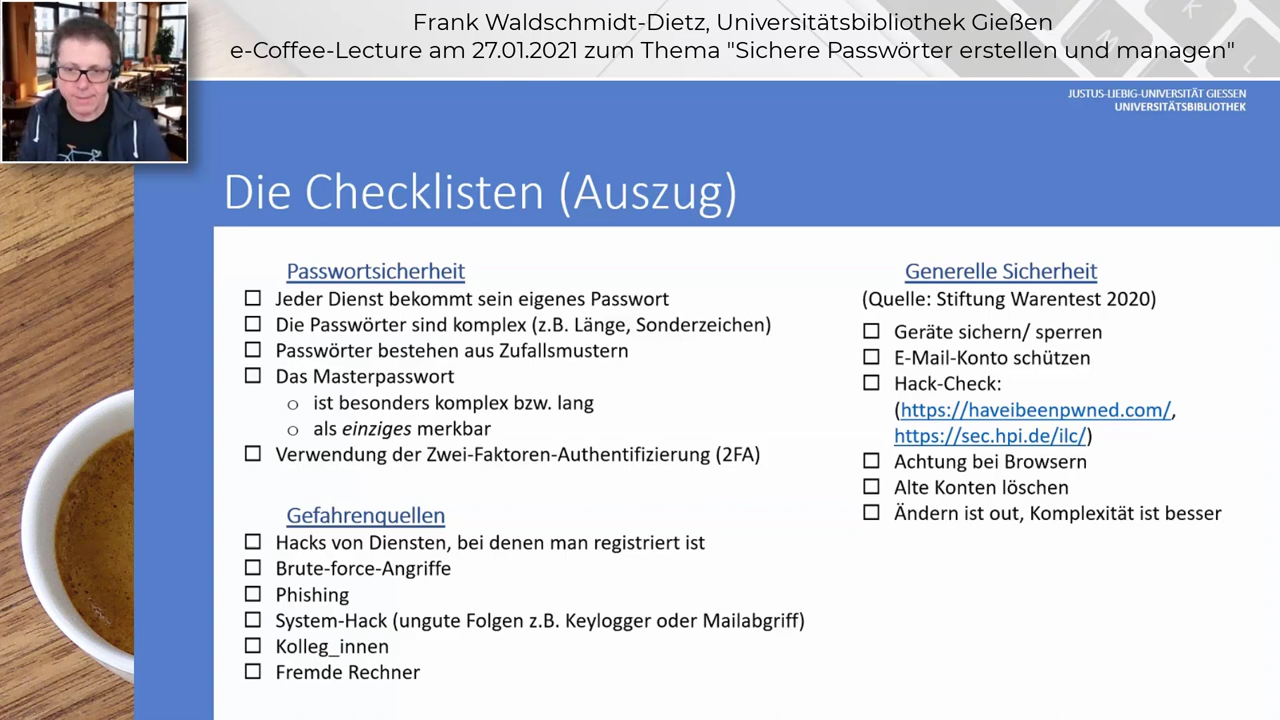 Frank Waldschmidt-Dietz, Universitätsbibliothek Gießen
e-Coffee-Lecture am 27.01.2021 zum Thema "Sichere Passwörter erstellen und managen"
JUSTUS-LIEBIG-UNIVERSITÄT GIESSEN
UNIVERSITÄTSBIBLIOTHEK
Die Checklisten (Auszug)
Passwortsicherheit
☐ Jeder Dienst bekommt sein eigenes Passwort
☐ Die Passwörter sind komplex (z.B. Länge, Sonderzeichen)
☐ Passwörter bestehen aus Zufallsmustern
☐ Das Masterpasswort
o ist besonders komplex bzw. lang
o als einziges merkbar
☐ Verwendung der Zwei-Faktoren-Authentifizierung (2FA)
Gefahrenquellen
☐ Hacks von Diensten, bei denen man registriert ist
☐ Brute-force-Angriffe
☐ Phishing
☐ System-Hack (ungute Folgen z.B. Keylogger oder Mailabgriff)
☐ Kolleg_innen
☐ Fremde Rechner
Generelle Sicherheit
(Quelle: Stiftung Warentest 2020)
☐ Geräte sichern/ sperren
☐ E-Mail-Konto schützen
☐ Hack-Check:
(https://haveibeenpwned.com/,
https://sec.hpi.de/ilc/)
☐ Achtung bei Browsern
☐ Alte Konten löschen
☐ Ändern ist out, Komplexität ist besser